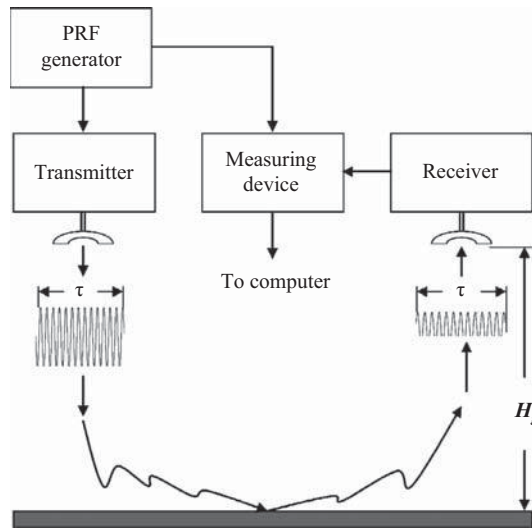 PRF
generator
Transmitter
Measuring
device
Receiver
To computer
τ
τ